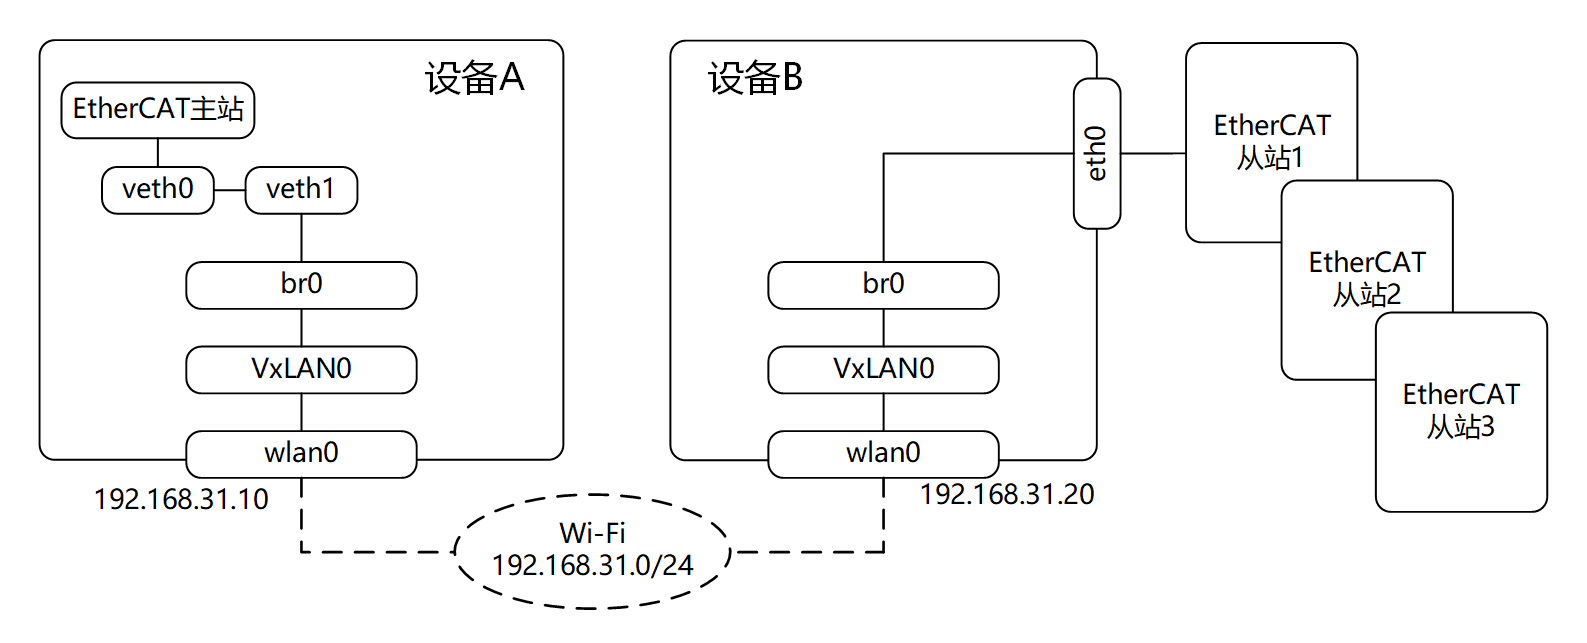 设备A
EtherCAT主站
veth0
veth1
br0
VxLAN0
wlan0
192.168.31.10
Wi-Fi
192.168.31.0/24
设备B
eth0
br0
VxLAN0
wlan0
192.168.31.20
EtherCAT
从站1
EtherCAT
从站2
EtherCAT
从站3